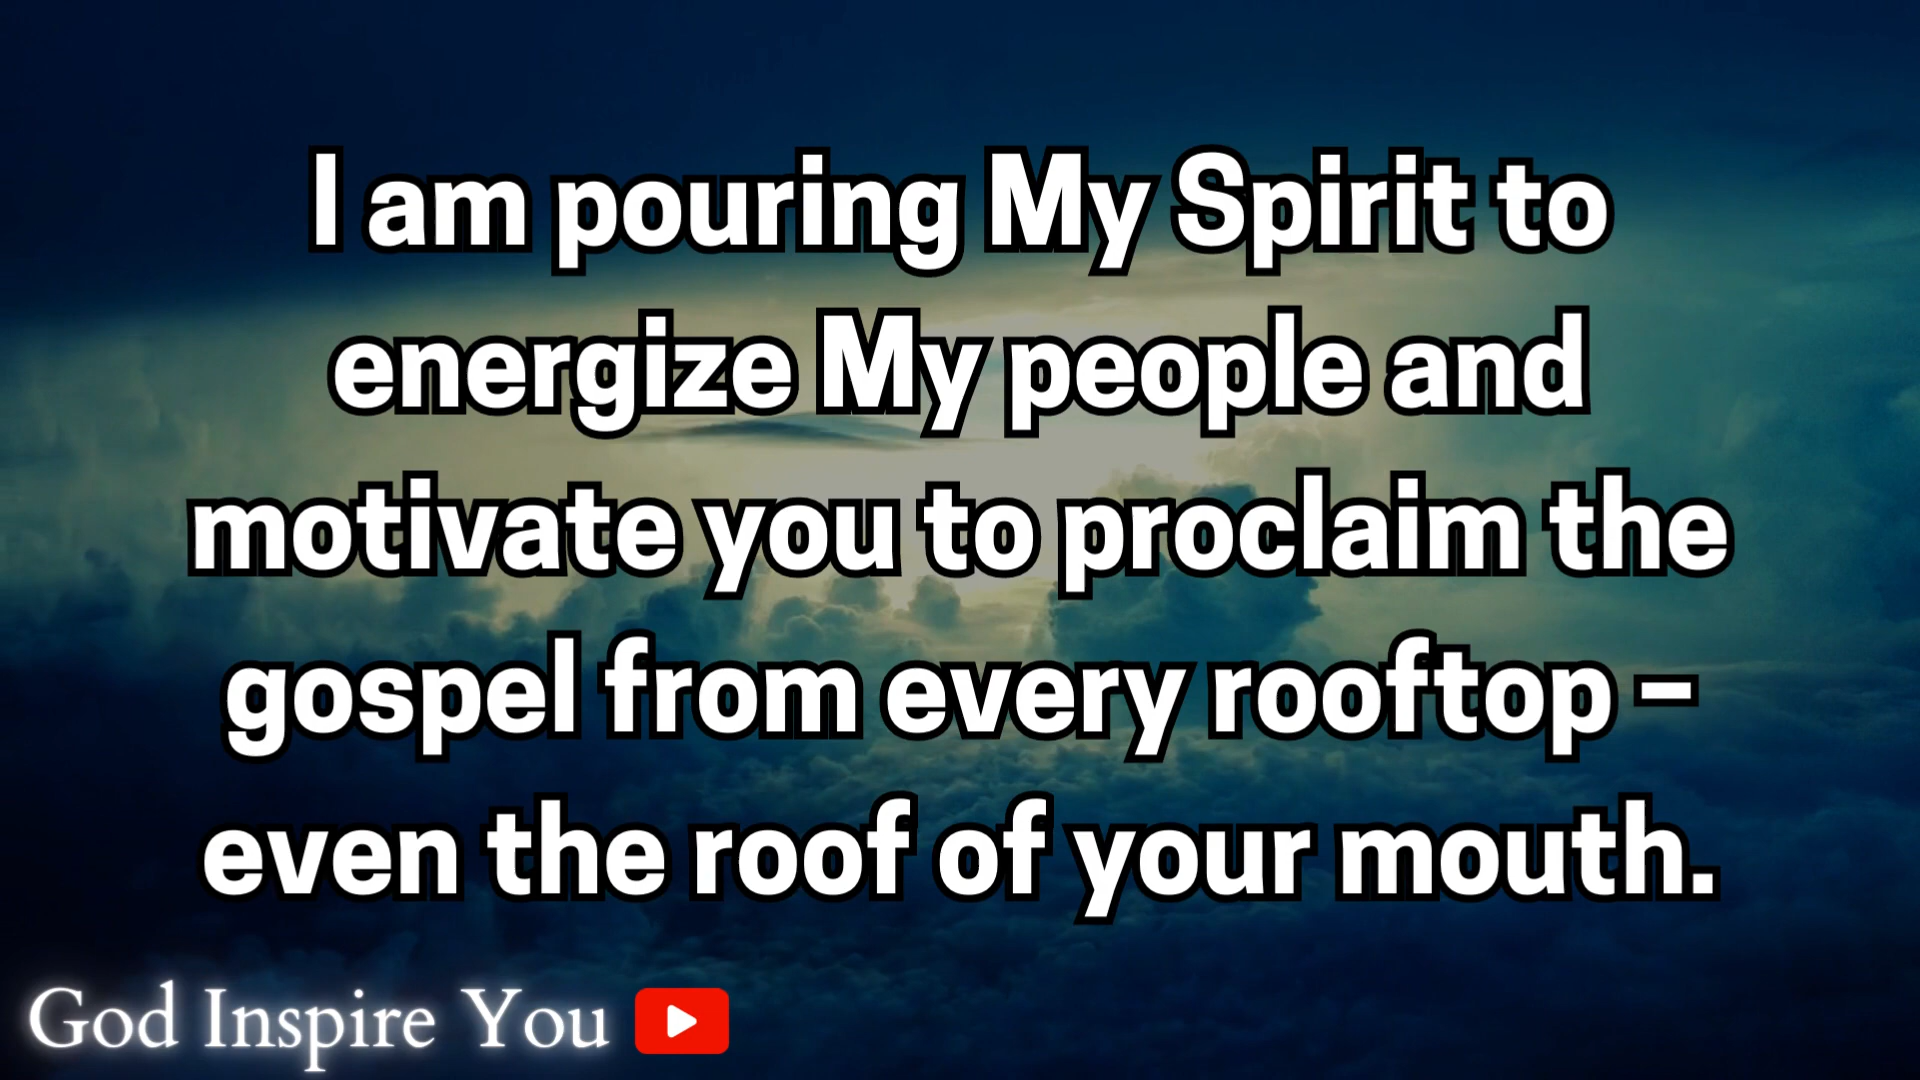 I am pouring My Spirit to
energize My people and
motivate you to proclaim the
gospel from every rooftop –
even the roof of your mouth.
God Inspire You